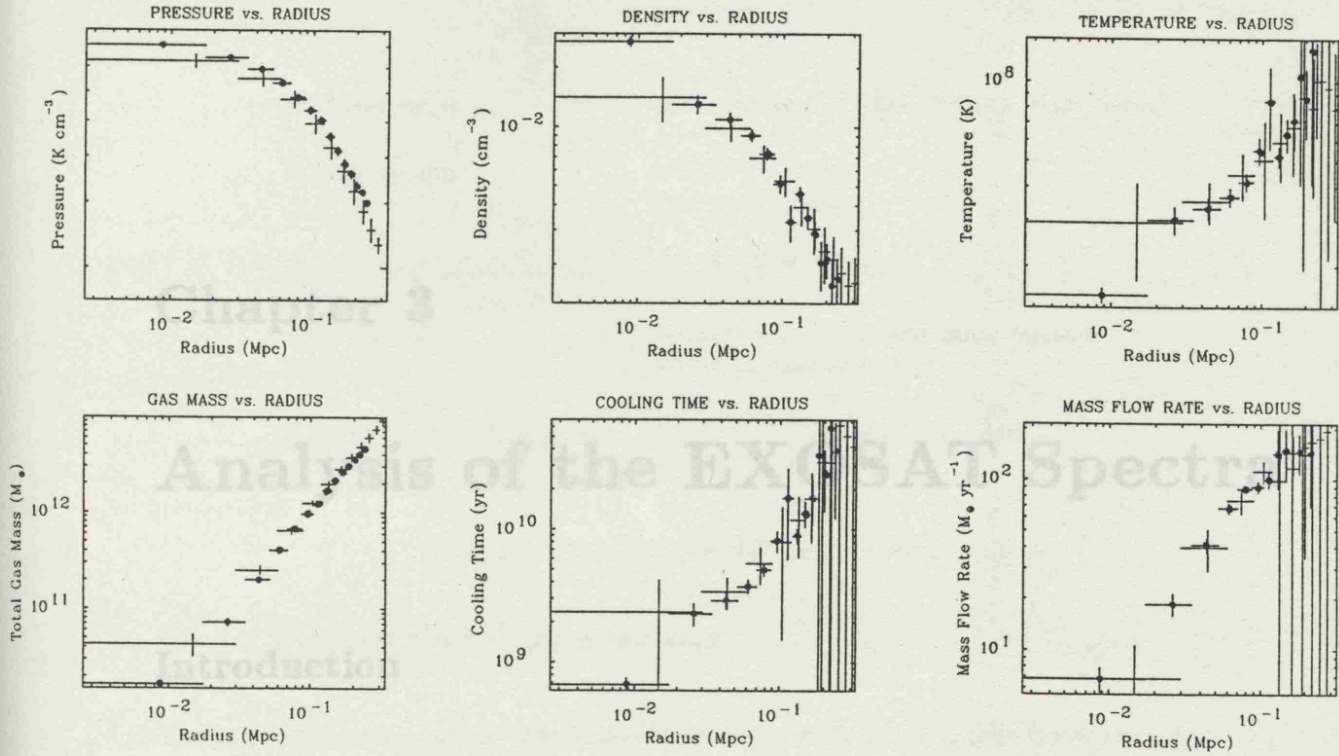 PRESSURE vs. RADIUS
Pressure (K cm⁻³)
10⁻² 10⁻¹
Radius (Mpc)
DENSITY vs. RADIUS
Density (cm⁻³)
10⁻²
10⁻² 10⁻¹
Radius (Mpc)
TEMPERATURE vs. RADIUS
Temperature (K)
10⁸
10⁻² 10⁻¹
Radius (Mpc)
Chapter 3
GAS MASS vs. RADIUS
Total Gas Mass (M⊙)
10¹²
10¹¹
10⁻² 10⁻¹
Radius (Mpc)
COOLING TIME vs. RADIUS
Cooling Time (yr)
10¹⁰
10⁹
10⁻² 10⁻¹
Radius (Mpc)
MASS FLOW RATE vs. RADIUS
Mass Flow Rate (M⊙ yr⁻¹)
10²
10¹
10⁻² 10⁻¹
Radius (Mpc)
Analysis of the EXOSAT Spectra
Introduction